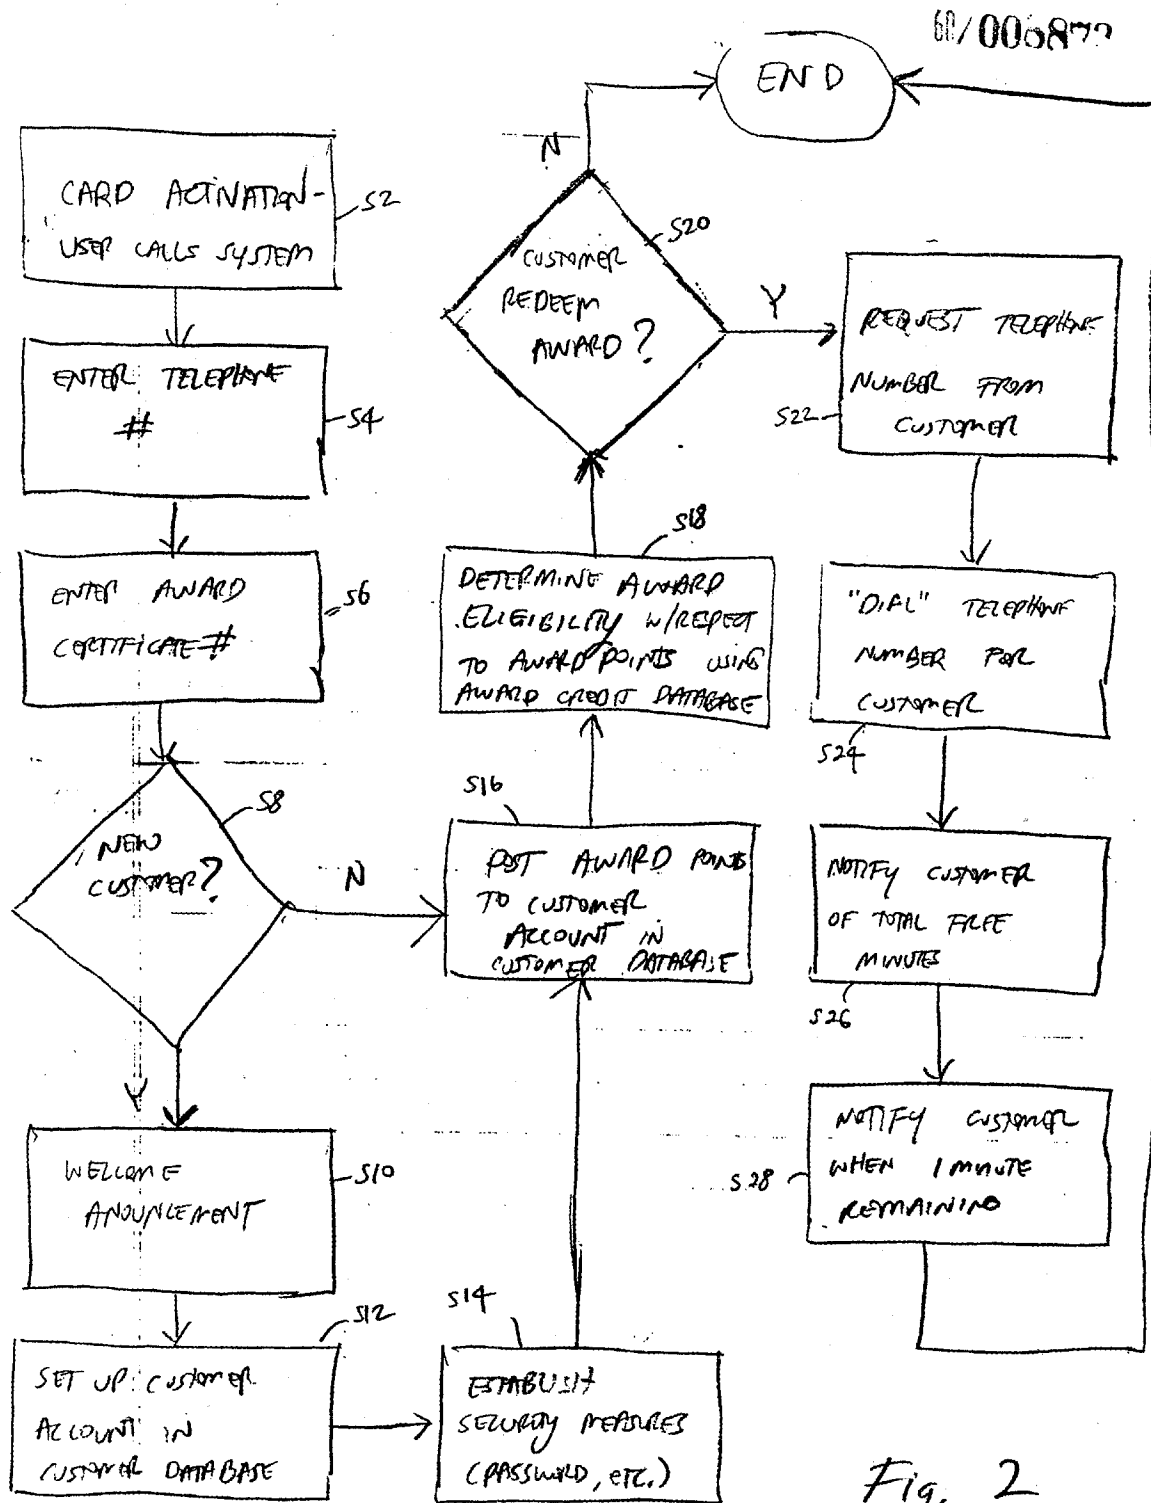 60/006877
END
CARD ACTIVATION-
USER CALLS SYSTEM
S2
ENTER TELEPHONE
#
S4
ENTER AWARD
CERTIFICATE #
S6
NEW
CUSTOMER?
S8
N
Y
WELCOME
ANOUNCEMENT
S10
SET UP CUSTOMER
ACCOUNT IN
CUSTOMER DATABASE
S12
ESTABLISH
SECURITY MEASURES
(PASSWORD, ETC.)
S14
POST AWARD POINTS
TO CUSTOMER
ACCOUNT IN
CUSTOMER DATABASE
S16
DETERMINE AWARD
ELIGIBILITY W/RESPECT
TO AWARD POINTS USING
AWARD CREDIT DATABASE
S18
CUSTOMER
REDEEM
AWARD?
S20
N
Y
REQUEST TELEPHONE
NUMBER FROM
CUSTOMER
S22
"DIAL" TELEPHONE
NUMBER FOR
CUSTOMER
S24
NOTIFY CUSTOMER
OF TOTAL FREE
MINUTES
S26
NOTIFY CUSTOMER
WHEN 1 MINUTE
REMAINING
S28
Fig. 2